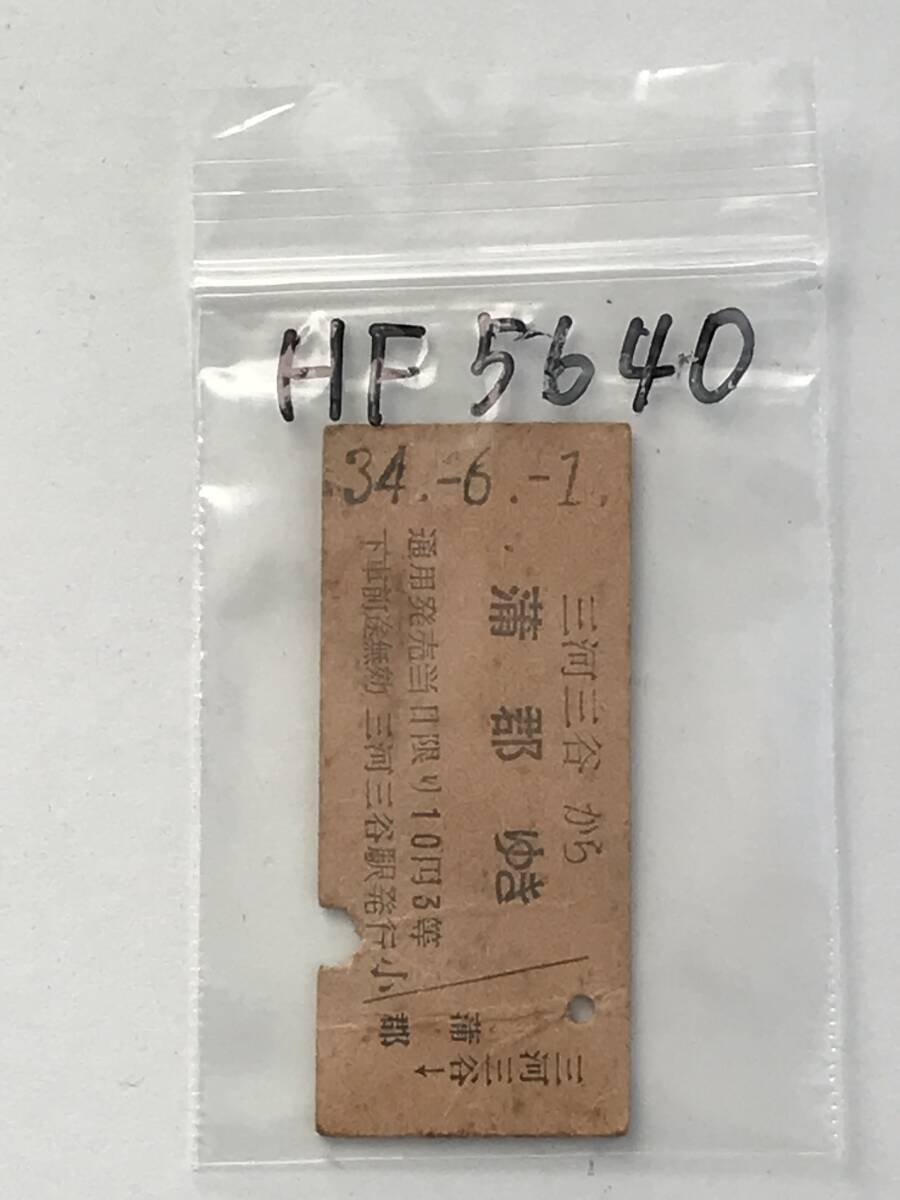 HF 5640
34.-6.-1.
三河三谷 から
蒲郡 ゆき
通用発売当日限り10円3等
下車前途無効 三河三谷駅発行
小
三河三谷
↓
蒲郡